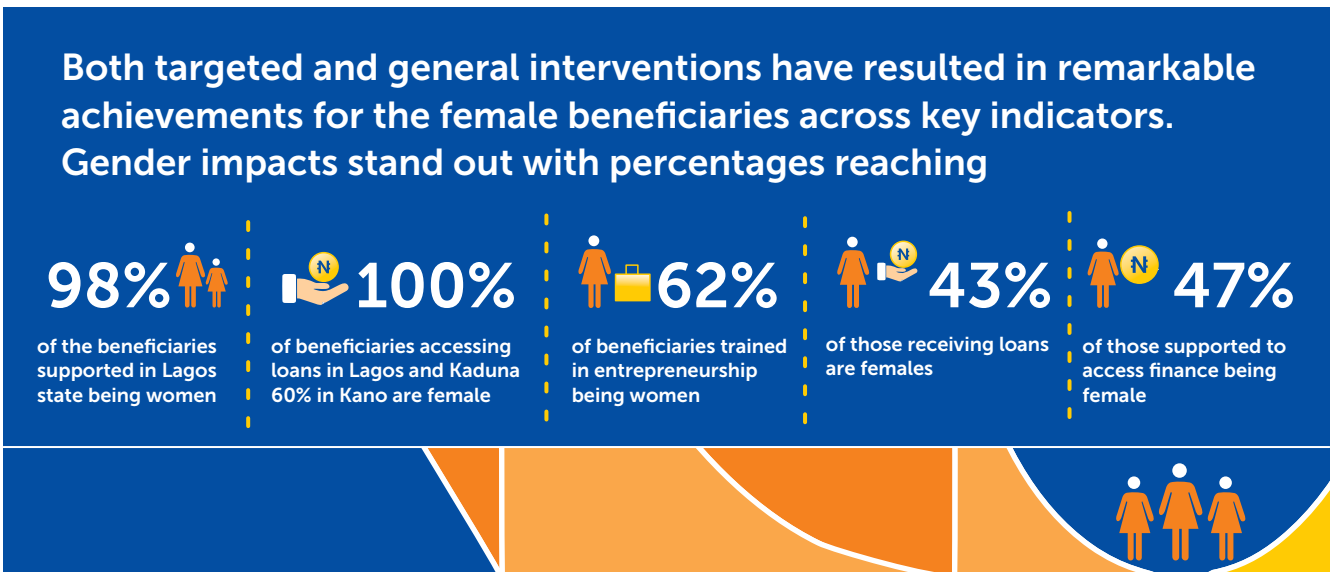 Both targeted and general interventions have resulted in remarkable
achievements for the female beneficiaries across key indicators.
Gender impacts stand out with percentages reaching
98%
of the beneficiaries
supported in Lagos
state being women
₦
100%
of beneficiaries accessing
loans in Lagos and Kaduna
60% in Kano are female
62%
of beneficiaries trained
in entrepreneurship
being women
₦
43%
of those receiving loans
are females
₦
47%
of those supported to
access finance being
female